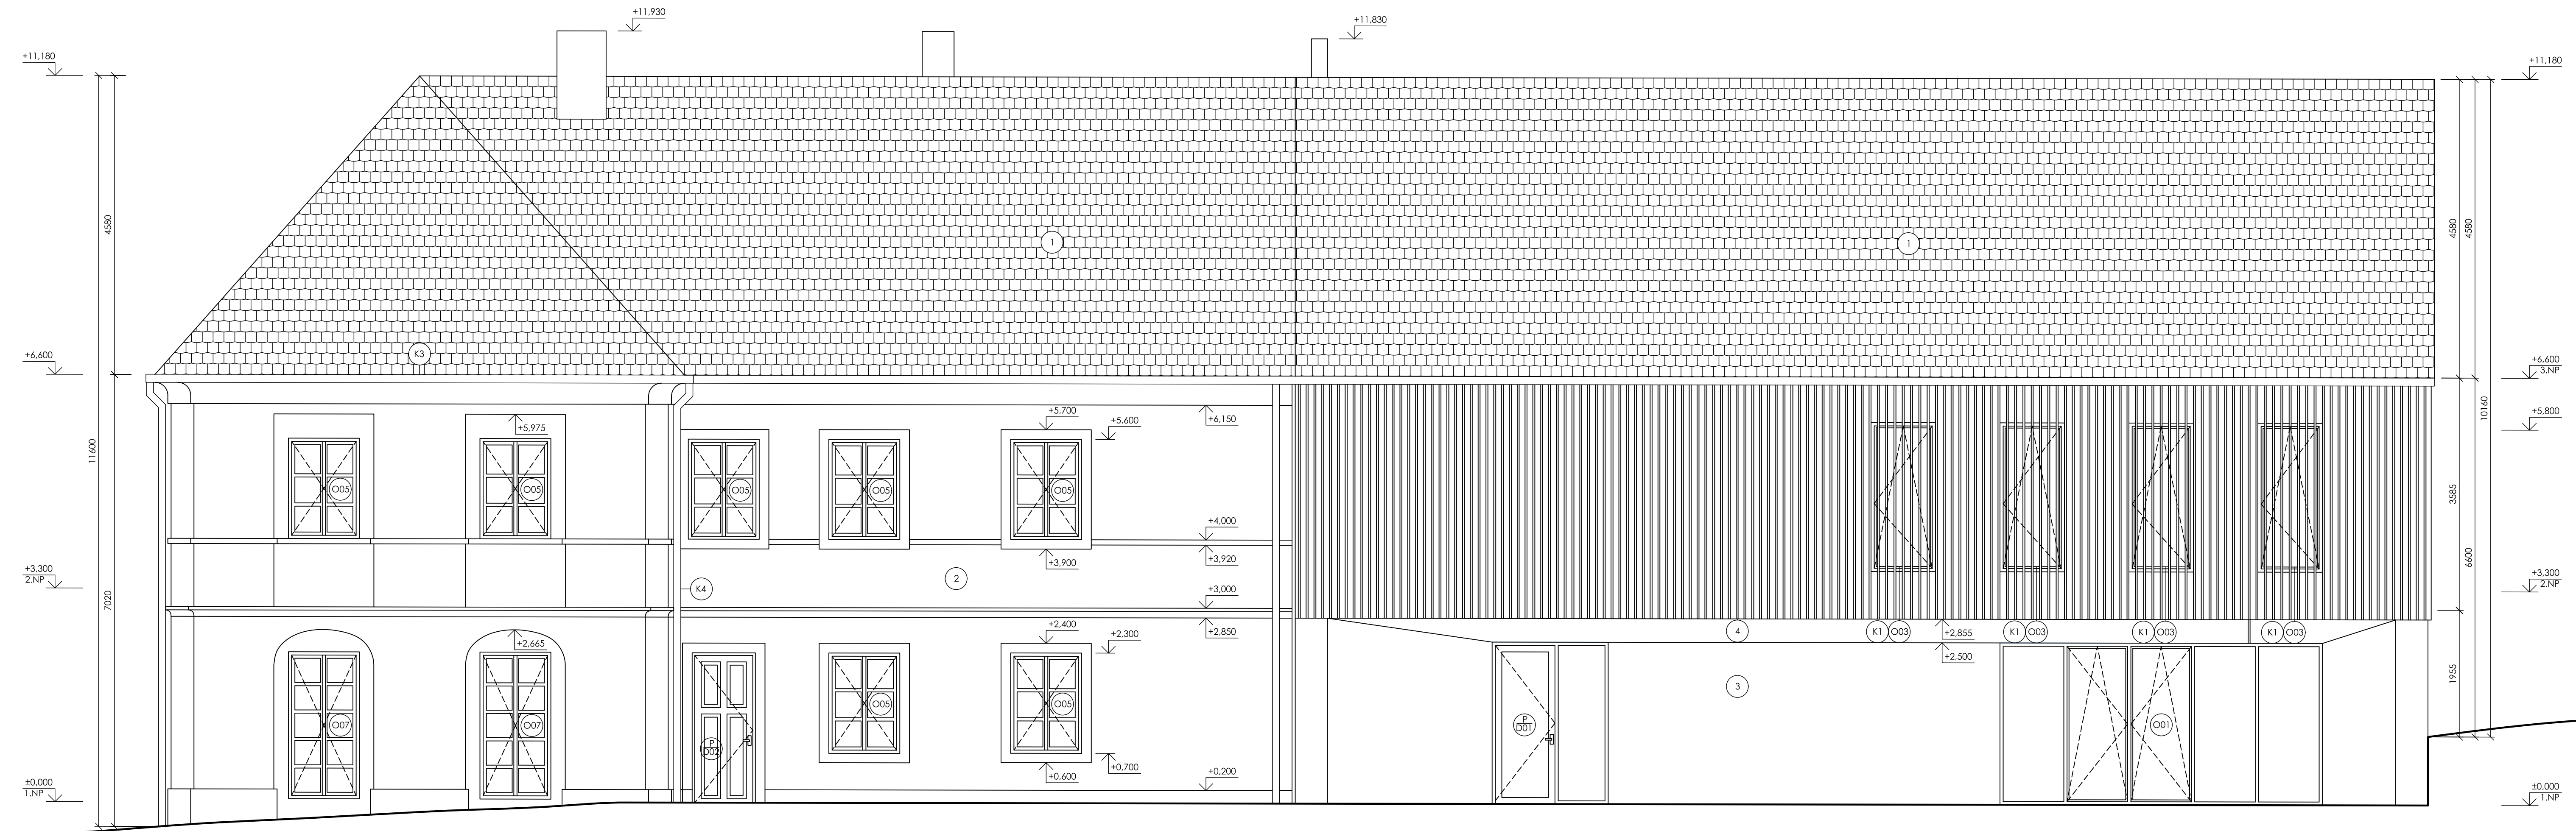 +11,930
+11,830
+11,180
+11,180
1
1
4580
4580
4580
K3
+6,600
+6,600
3.NP
+5,700
+5,600
+6,150
+5,975
+5,800
11600
10160
O05
O05
O05
O05
O05
3585
+4,000
+3,920
+3,900
6600
+3,300
2.NP
2
K4
+3,300
2.NP
7020
+3,000
+2,850
+2,400
+2,300
+2,665
4
K1
O03
+2,855
K1
O03
K1
O03
K1
O03
+2,500
3
1955
O07
O07
O05
O05
P
D02
P
D01
O01
+0,700
+0,600
+0,200
±0,000
1.NP
±0,000
1.NP